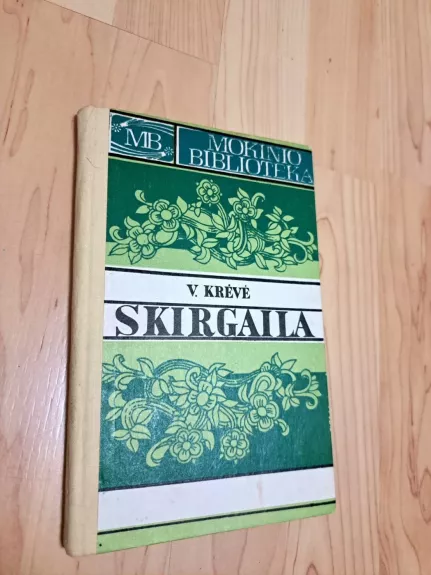 MB
MOKINIO
BIBLIOTEKA
V. KRĖVĖ
SKIRGAILA